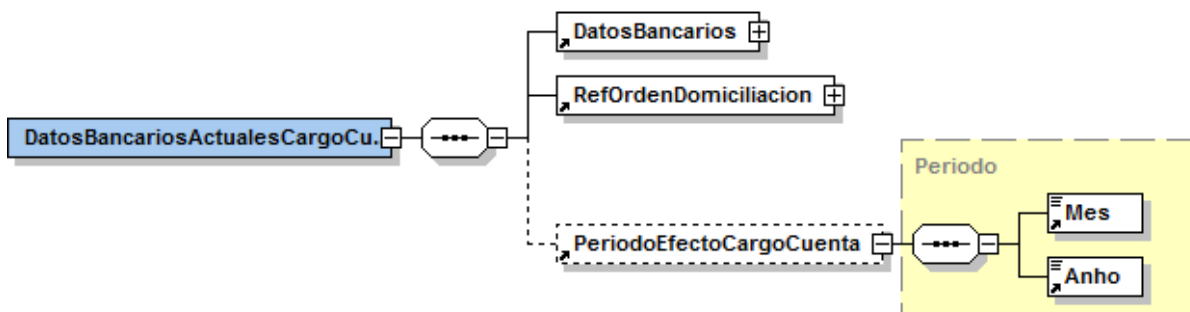 DatosBancarios
RefOrdenDomiciliacion
DatosBancariosActualesCargoCu..
Periodo
Mes
PeriodoEfectoCargoCuenta
Anho